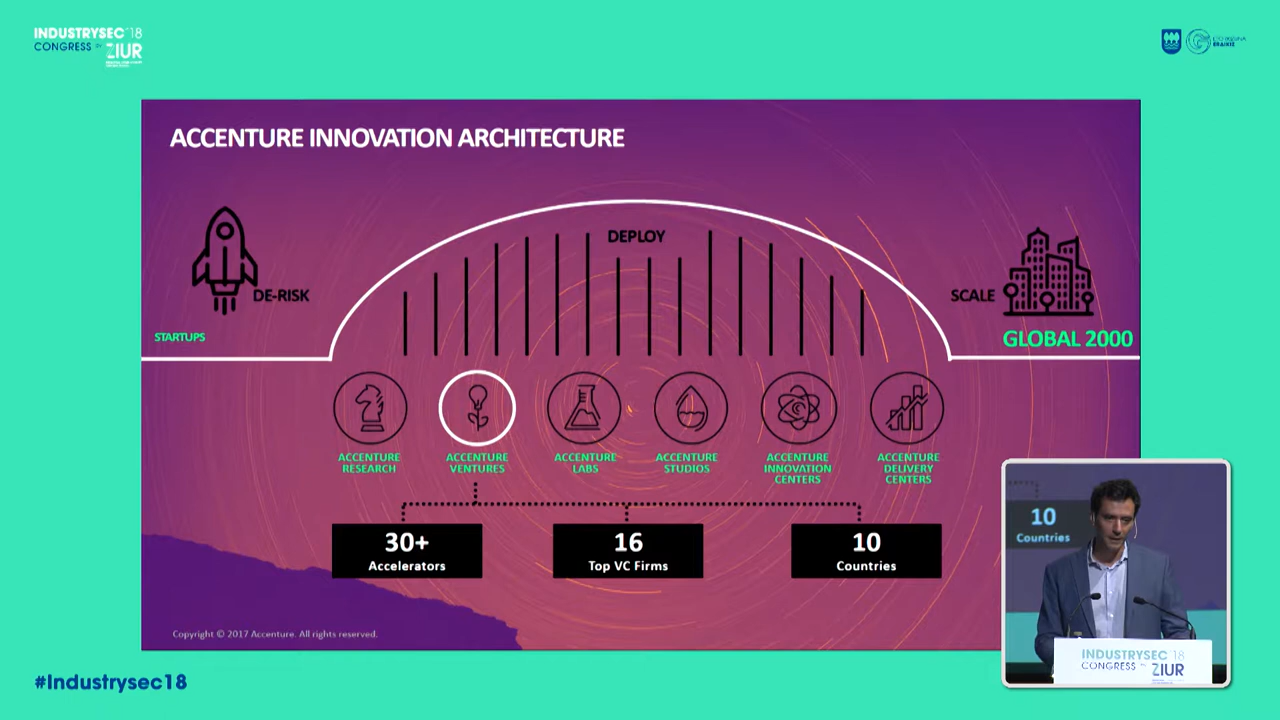 INDUSTRYSEC'18
CONGRESS BY ZIUR
ACCENTURE INNOVATION ARCHITECTURE
DEPLOY
DE-RISK
SCALE
STARTUPS
GLOBAL 2000
ACCENTURE RESEARCH
ACCENTURE VENTURES
ACCENTURE LABS
ACCENTURE STUDIOS
ACCENTURE INNOVATION CENTERS
ACCENTURE DELIVERY CENTERS
30+
Accelerators
16
Top VC Firms
10
Countries
Copyright © 2017 Accenture. All rights reserved.
10
Countries
INDUSTRYSEC'18
CONGRESS BY ZIUR
#Industrysec18